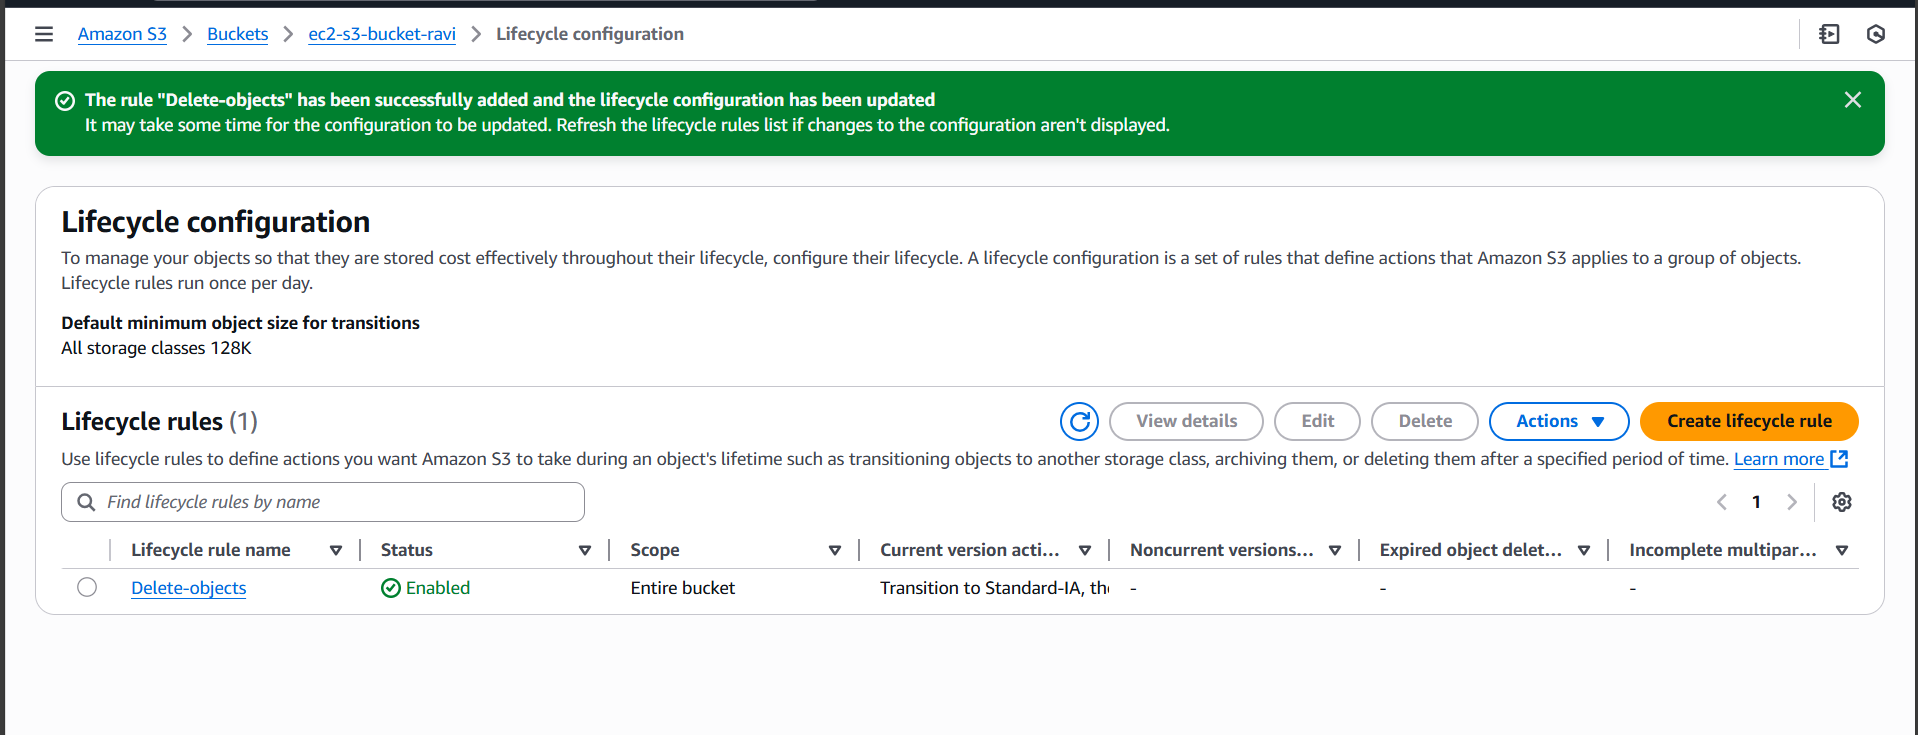 Amazon S3 > Buckets > ec2-s3-bucket-ravi > Lifecycle configuration
The rule "Delete-objects" has been successfully added and the lifecycle configuration has been updated
It may take some time for the configuration to be updated. Refresh the lifecycle rules list if changes to the configuration aren't displayed.
Lifecycle configuration
To manage your objects so that they are stored cost effectively throughout their lifecycle, configure their lifecycle. A lifecycle configuration is a set of rules that define actions that Amazon S3 applies to a group of objects.
Lifecycle rules run once per day.
Default minimum object size for transitions
All storage classes 128K
Lifecycle rules (1) View details Edit Delete Actions Create lifecycle rule
Use lifecycle rules to define actions you want Amazon S3 to take during an object's lifetime such as transitioning objects to another storage class, archiving them, or deleting them after a specified period of time. Learn more
Find lifecycle rules by name < 1 >
Lifecycle rule name Status Scope Current version acti... Noncurrent versions... Expired object delet... Incomplete multipar...
Delete-objects Enabled Entire bucket Transition to Standard-IA, the - - -